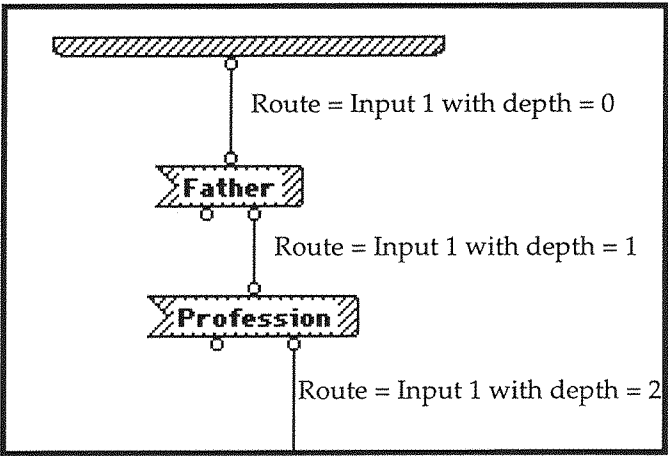 Route = Input 1 with depth = 0
Father
Route = Input 1 with depth = 1
Profession
Route = Input 1 with depth = 2